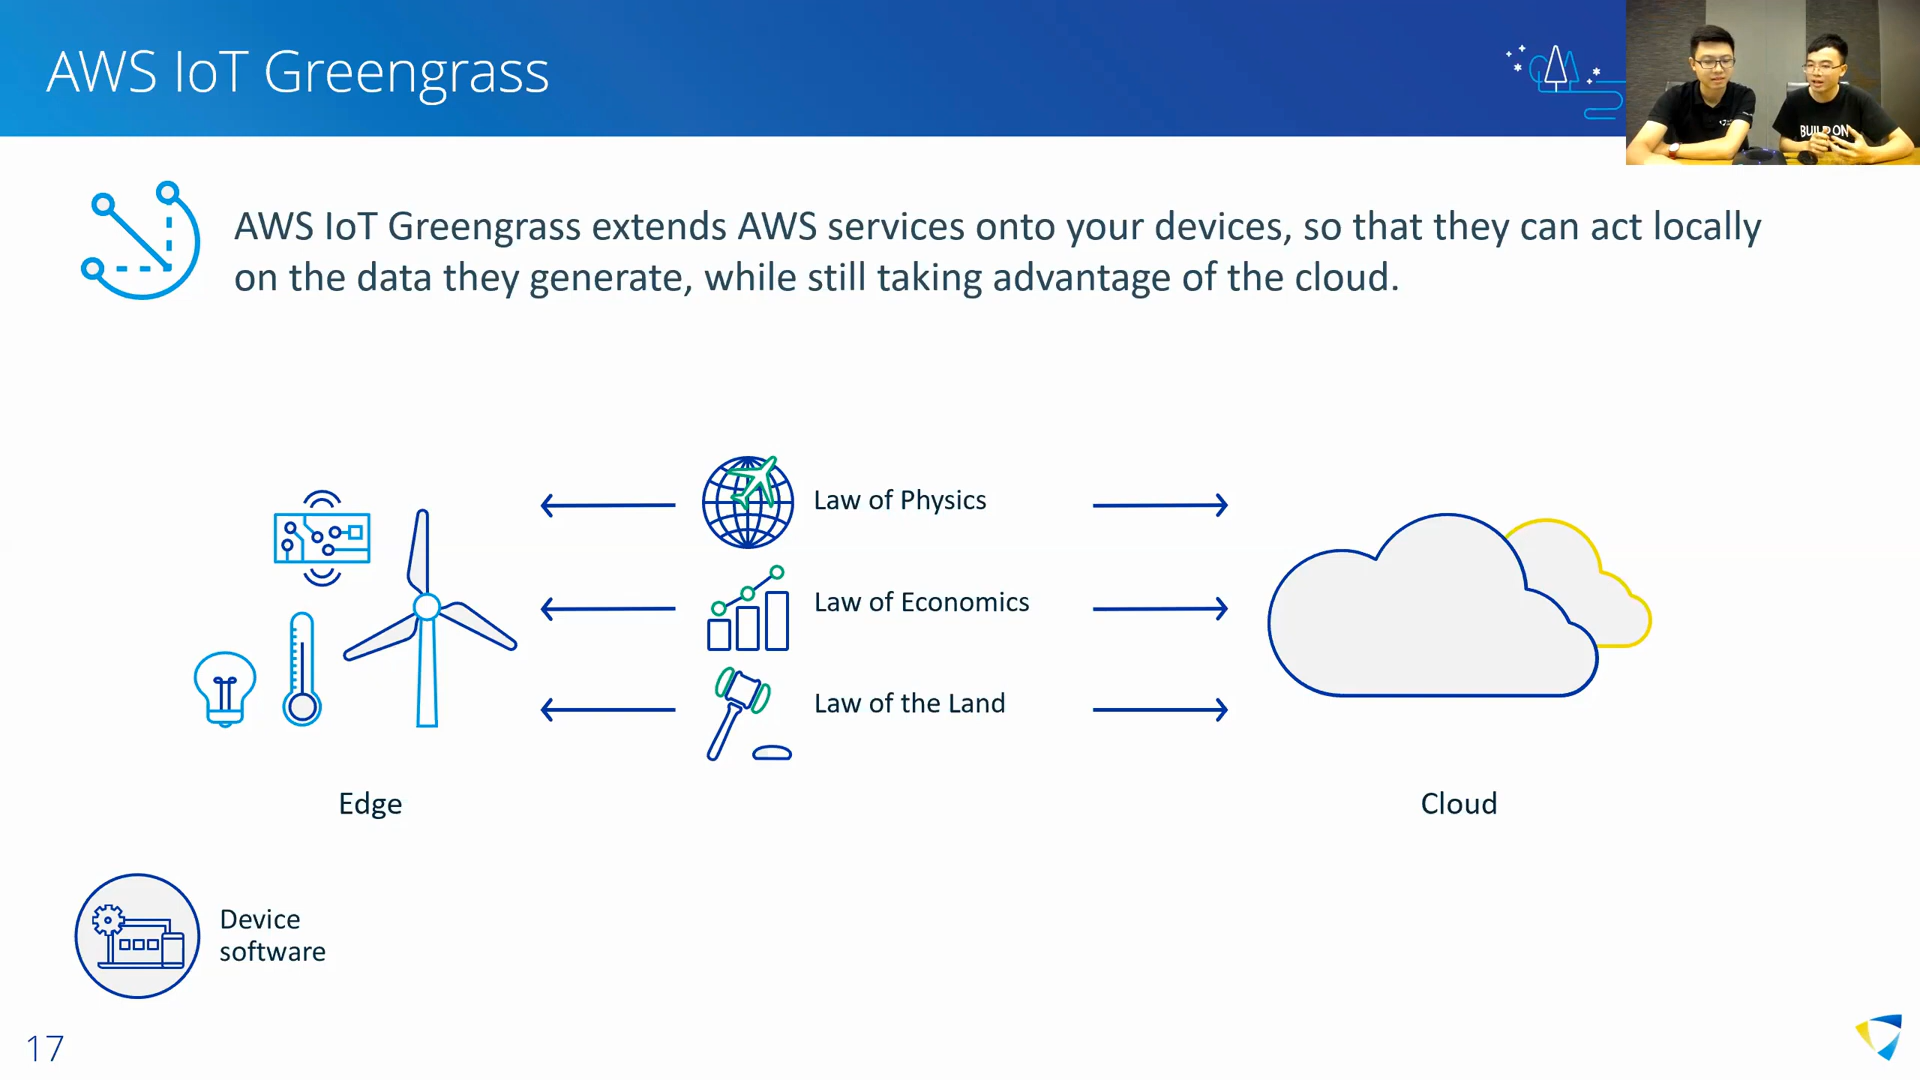 AWS IoT Greengrass
BUILD ON
AWS IoT Greengrass extends AWS services onto your devices, so that they can act locally
on the data they generate, while still taking advantage of the cloud.
Law of Physics
Law of Economics
Law of the Land
Edge
Cloud
Device
software
17